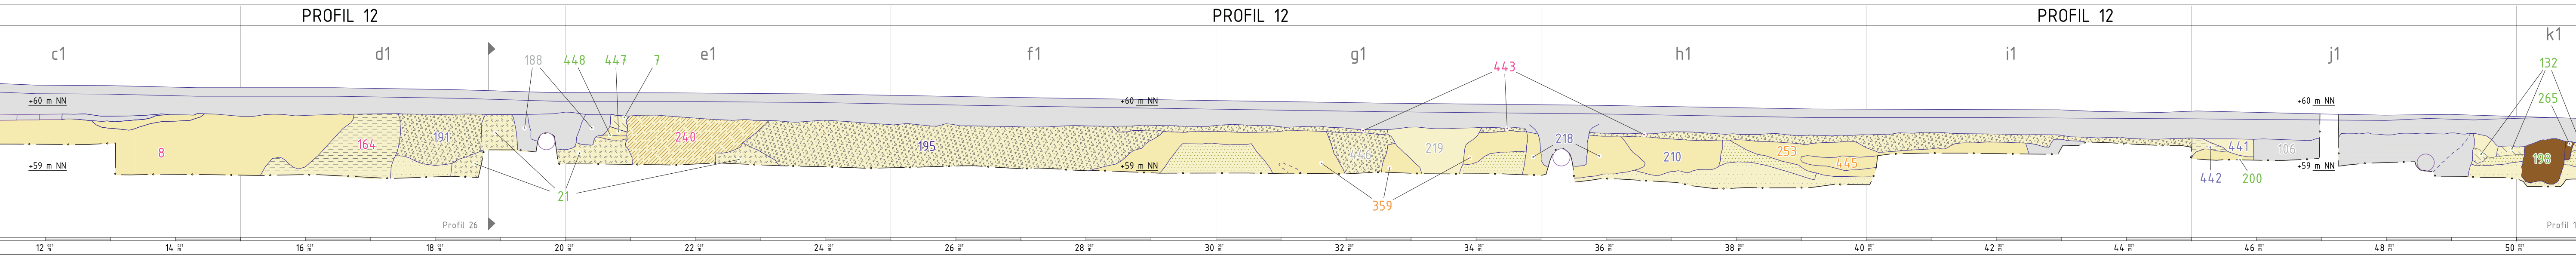 PROFIL 12 PROFIL 12 PROFIL 12
k1
c1 d1 e1 f1 g1 h1 i1 j1
188 448 447 7 443 132
265
+60 m NN +60 m NN +60 m NN
8 164 191 240 195 446 219 218 210 253 445 441 106 198
+59 m NN +59 m NN +59 m NN
21 359 442 200
Profil 26 Profil 1
12 m 14 m 16 m 18 m 20 m 22 m 24 m 26 m 28 m 30 m 32 m 34 m 36 m 38 m 40 m 42 m 44 m 46 m 48 m 50 m